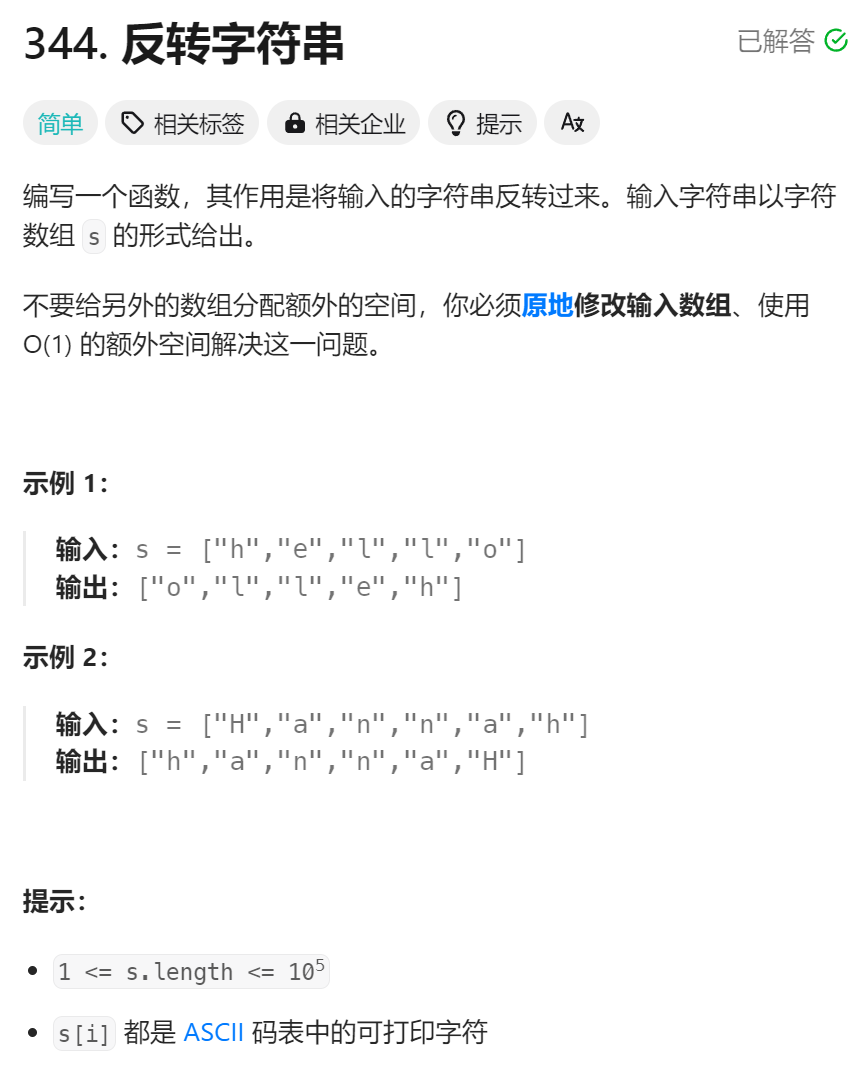 344. 反转字符串
已解答
简单 相关标签 相关企业 提示 Ax
编写一个函数，其作用是将输入的字符串反转过来。输入字符串以字符
数组 s 的形式给出。
不要给另外的数组分配额外的空间，你必须原地修改输入数组、使用
O(1) 的额外空间解决这一问题。
示例 1：
输入：s = ["h","e","l","l","o"]
输出：["o","l","l","e","h"]
示例 2：
输入：s = ["H","a","n","n","a","h"]
输出：["h","a","n","n","a","H"]
提示：
1 <= s.length <= 10⁵
s[i] 都是 ASCII 码表中的可打印字符